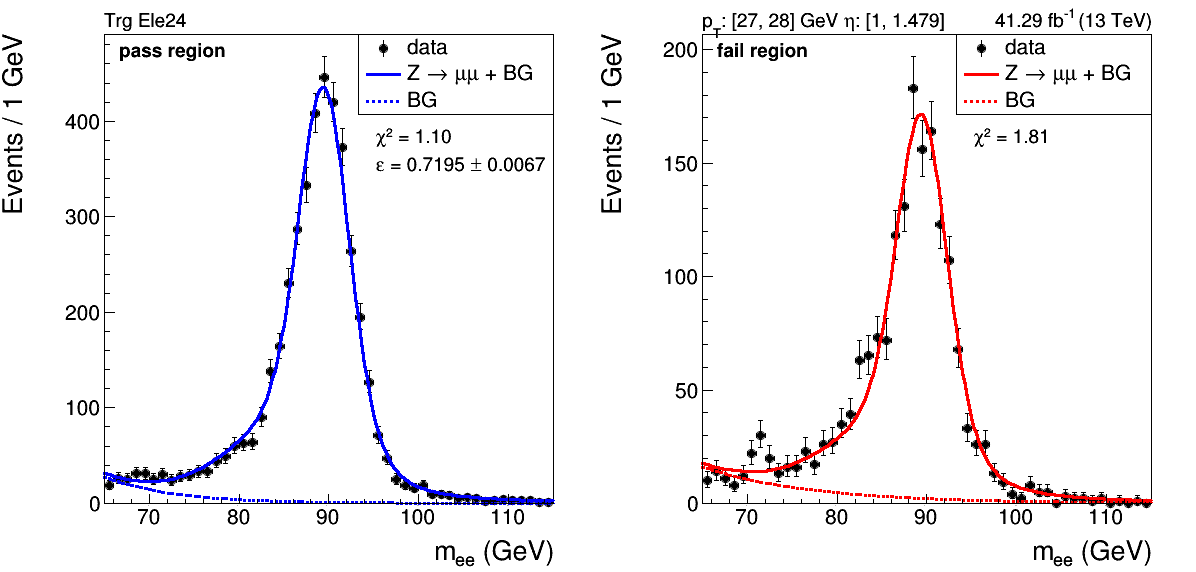 Trg Ele24
pass region
data
Z → μμ + BG
BG
χ² = 1.10
ε = 0.7195 ± 0.0067
Events / 1 GeV
400
300
200
100
0
70 80 90 100 110
m_ee (GeV)
p_T: [27, 28] GeV η: [1, 1.479] 41.29 fb⁻¹ (13 TeV)
fail region
data
Z → μμ + BG
BG
χ² = 1.81
Events / 1 GeV
200
150
100
50
0
70 80 90 100 110
m_ee (GeV)